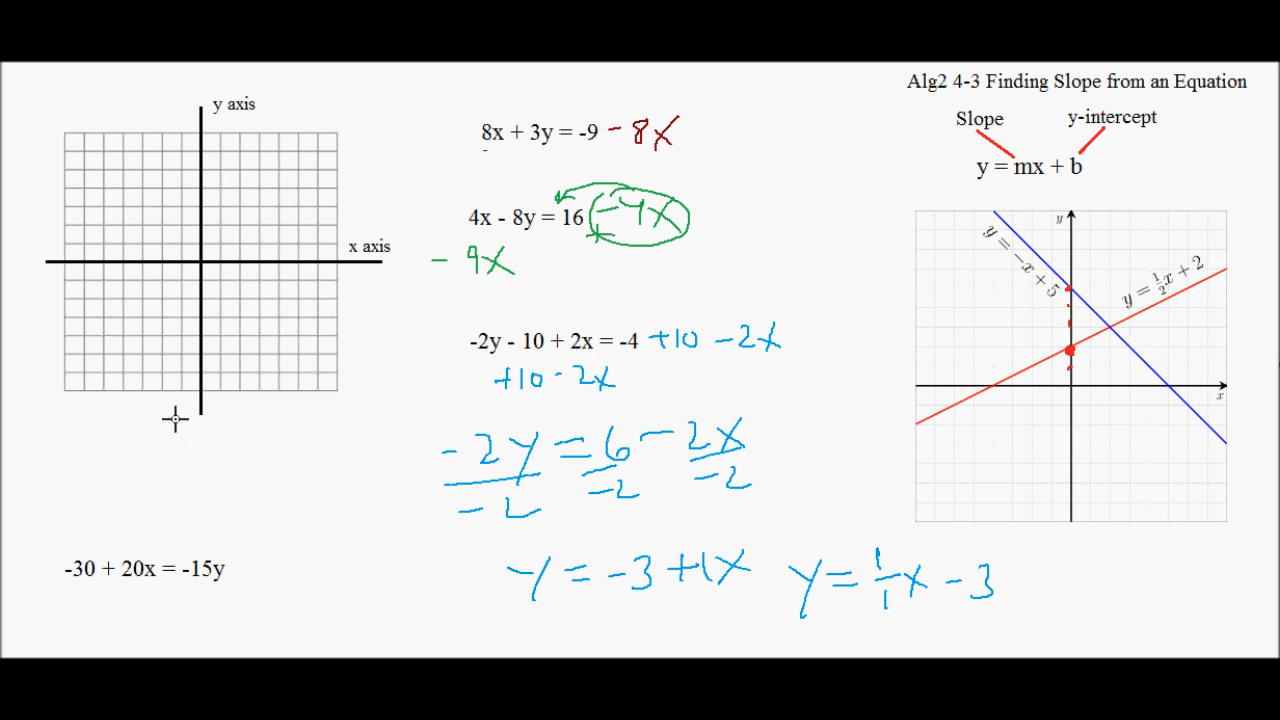 Alg2 4-3 Finding Slope from an Equation
Slope y-intercept
y = mx + b
y axis
x axis
8x + 3y = -9 - 8x
4x - 8y = 16 - 4x
- 4x
-2y - 10 + 2x = -4 +10 - 2x
+10 - 2x
-2y = 6 - 2x
-2 -2 -2
y = -3 + 1x y = 1/1 x - 3
-30 + 20x = -15y
y
y = -x + 5
y = 1/2 x + 2
x